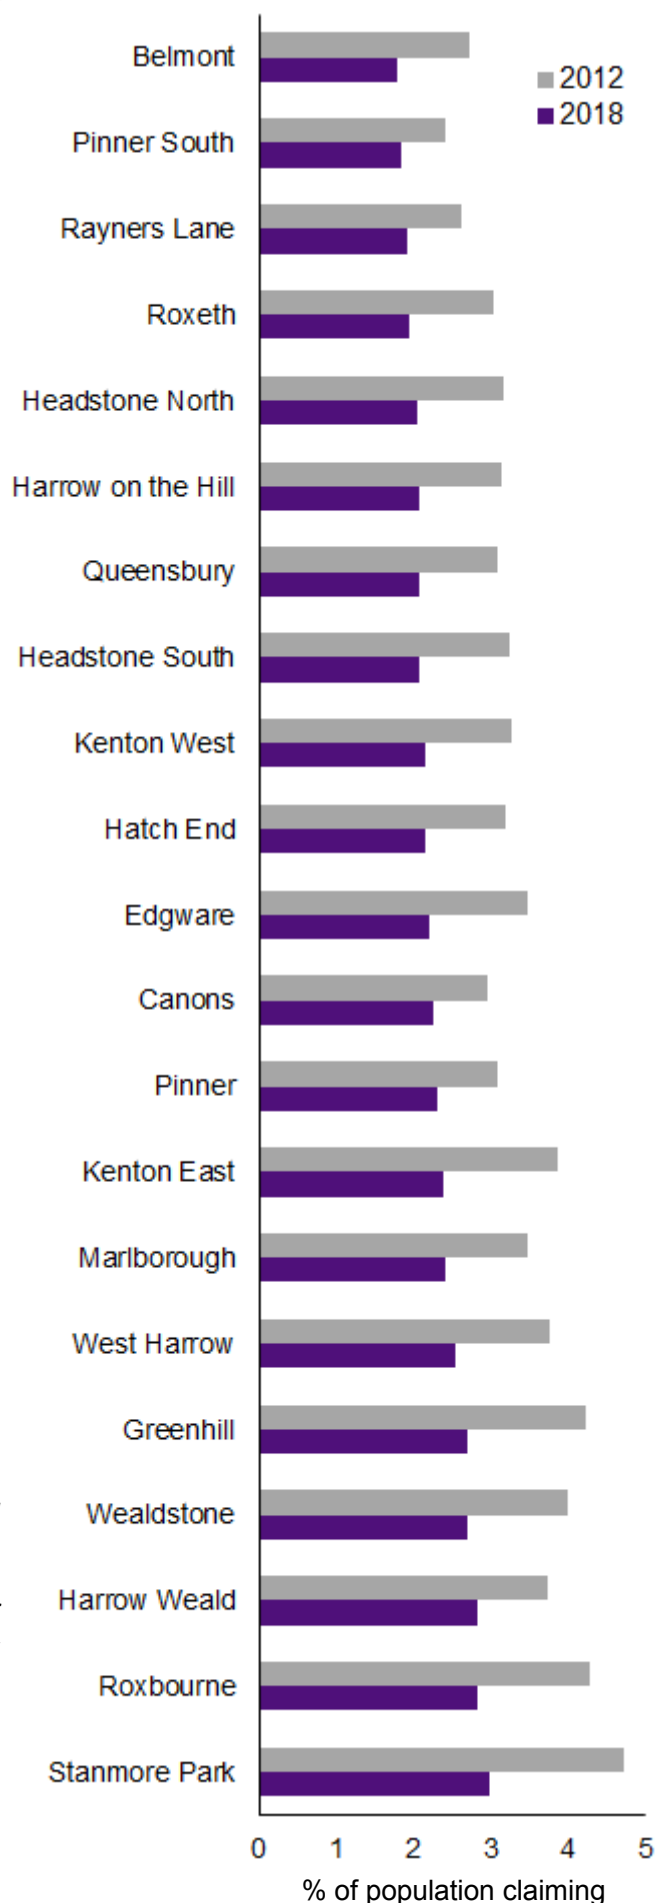 Belmont
2012
2018
Pinner South
Rayners Lane
Roxeth
Headstone North
Harrow on the Hill
Queensbury
Headstone South
Kenton West
Hatch End
Edgware
Canons
Pinner
Kenton East
Marlborough
West Harrow
Greenhill
Wealdstone
Harrow Weald
Roxbourne
Stanmore Park
0 1 2 3 4 5
% of population claiming